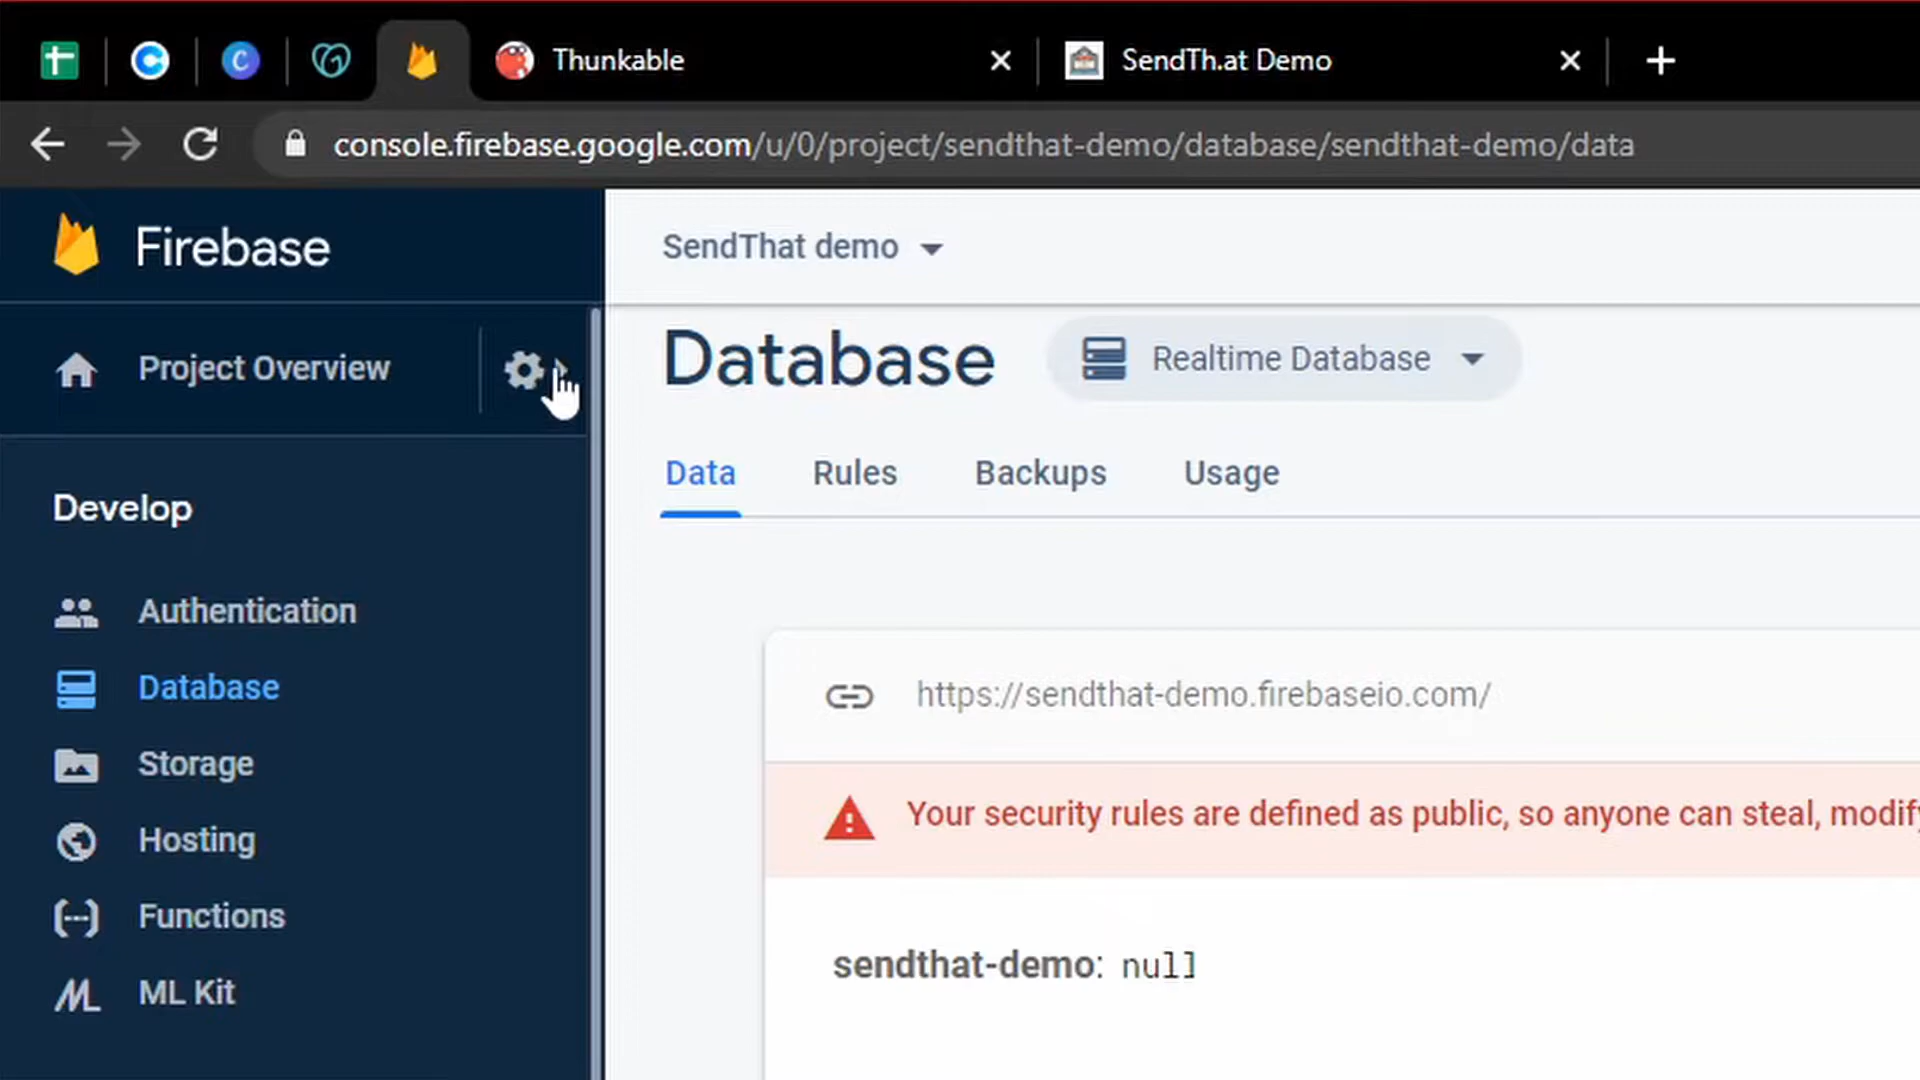 Thunkable
SendTh.at Demo
console.firebase.google.com/u/0/project/sendthat-demo/database/sendthat-demo/data
Firebase
SendThat demo
Project Overview
Database
Realtime Database
Data
Rules
Backups
Usage
Develop
Authentication
Database
Storage
Hosting
Functions
ML Kit
https://sendthat-demo.firebaseio.com/
Your security rules are defined as public, so anyone can steal, modify
sendthat-demo: null